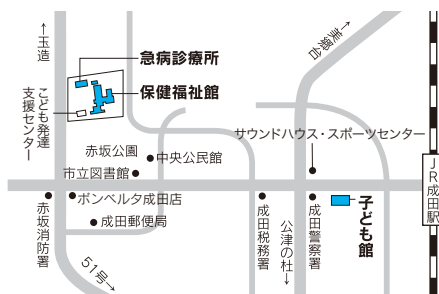 ←玉造
急病診療所
保健福祉館
こども発達
支援センター
→美郷台
サウンドハウス・スポーツセンター
赤坂公園
中央公民館
市立図書館
ボンベルタ成田店
成田郵便局
赤坂消防署
51号→
成田税務署
公津の杜→
成田警察署
子ども館
JR成田駅